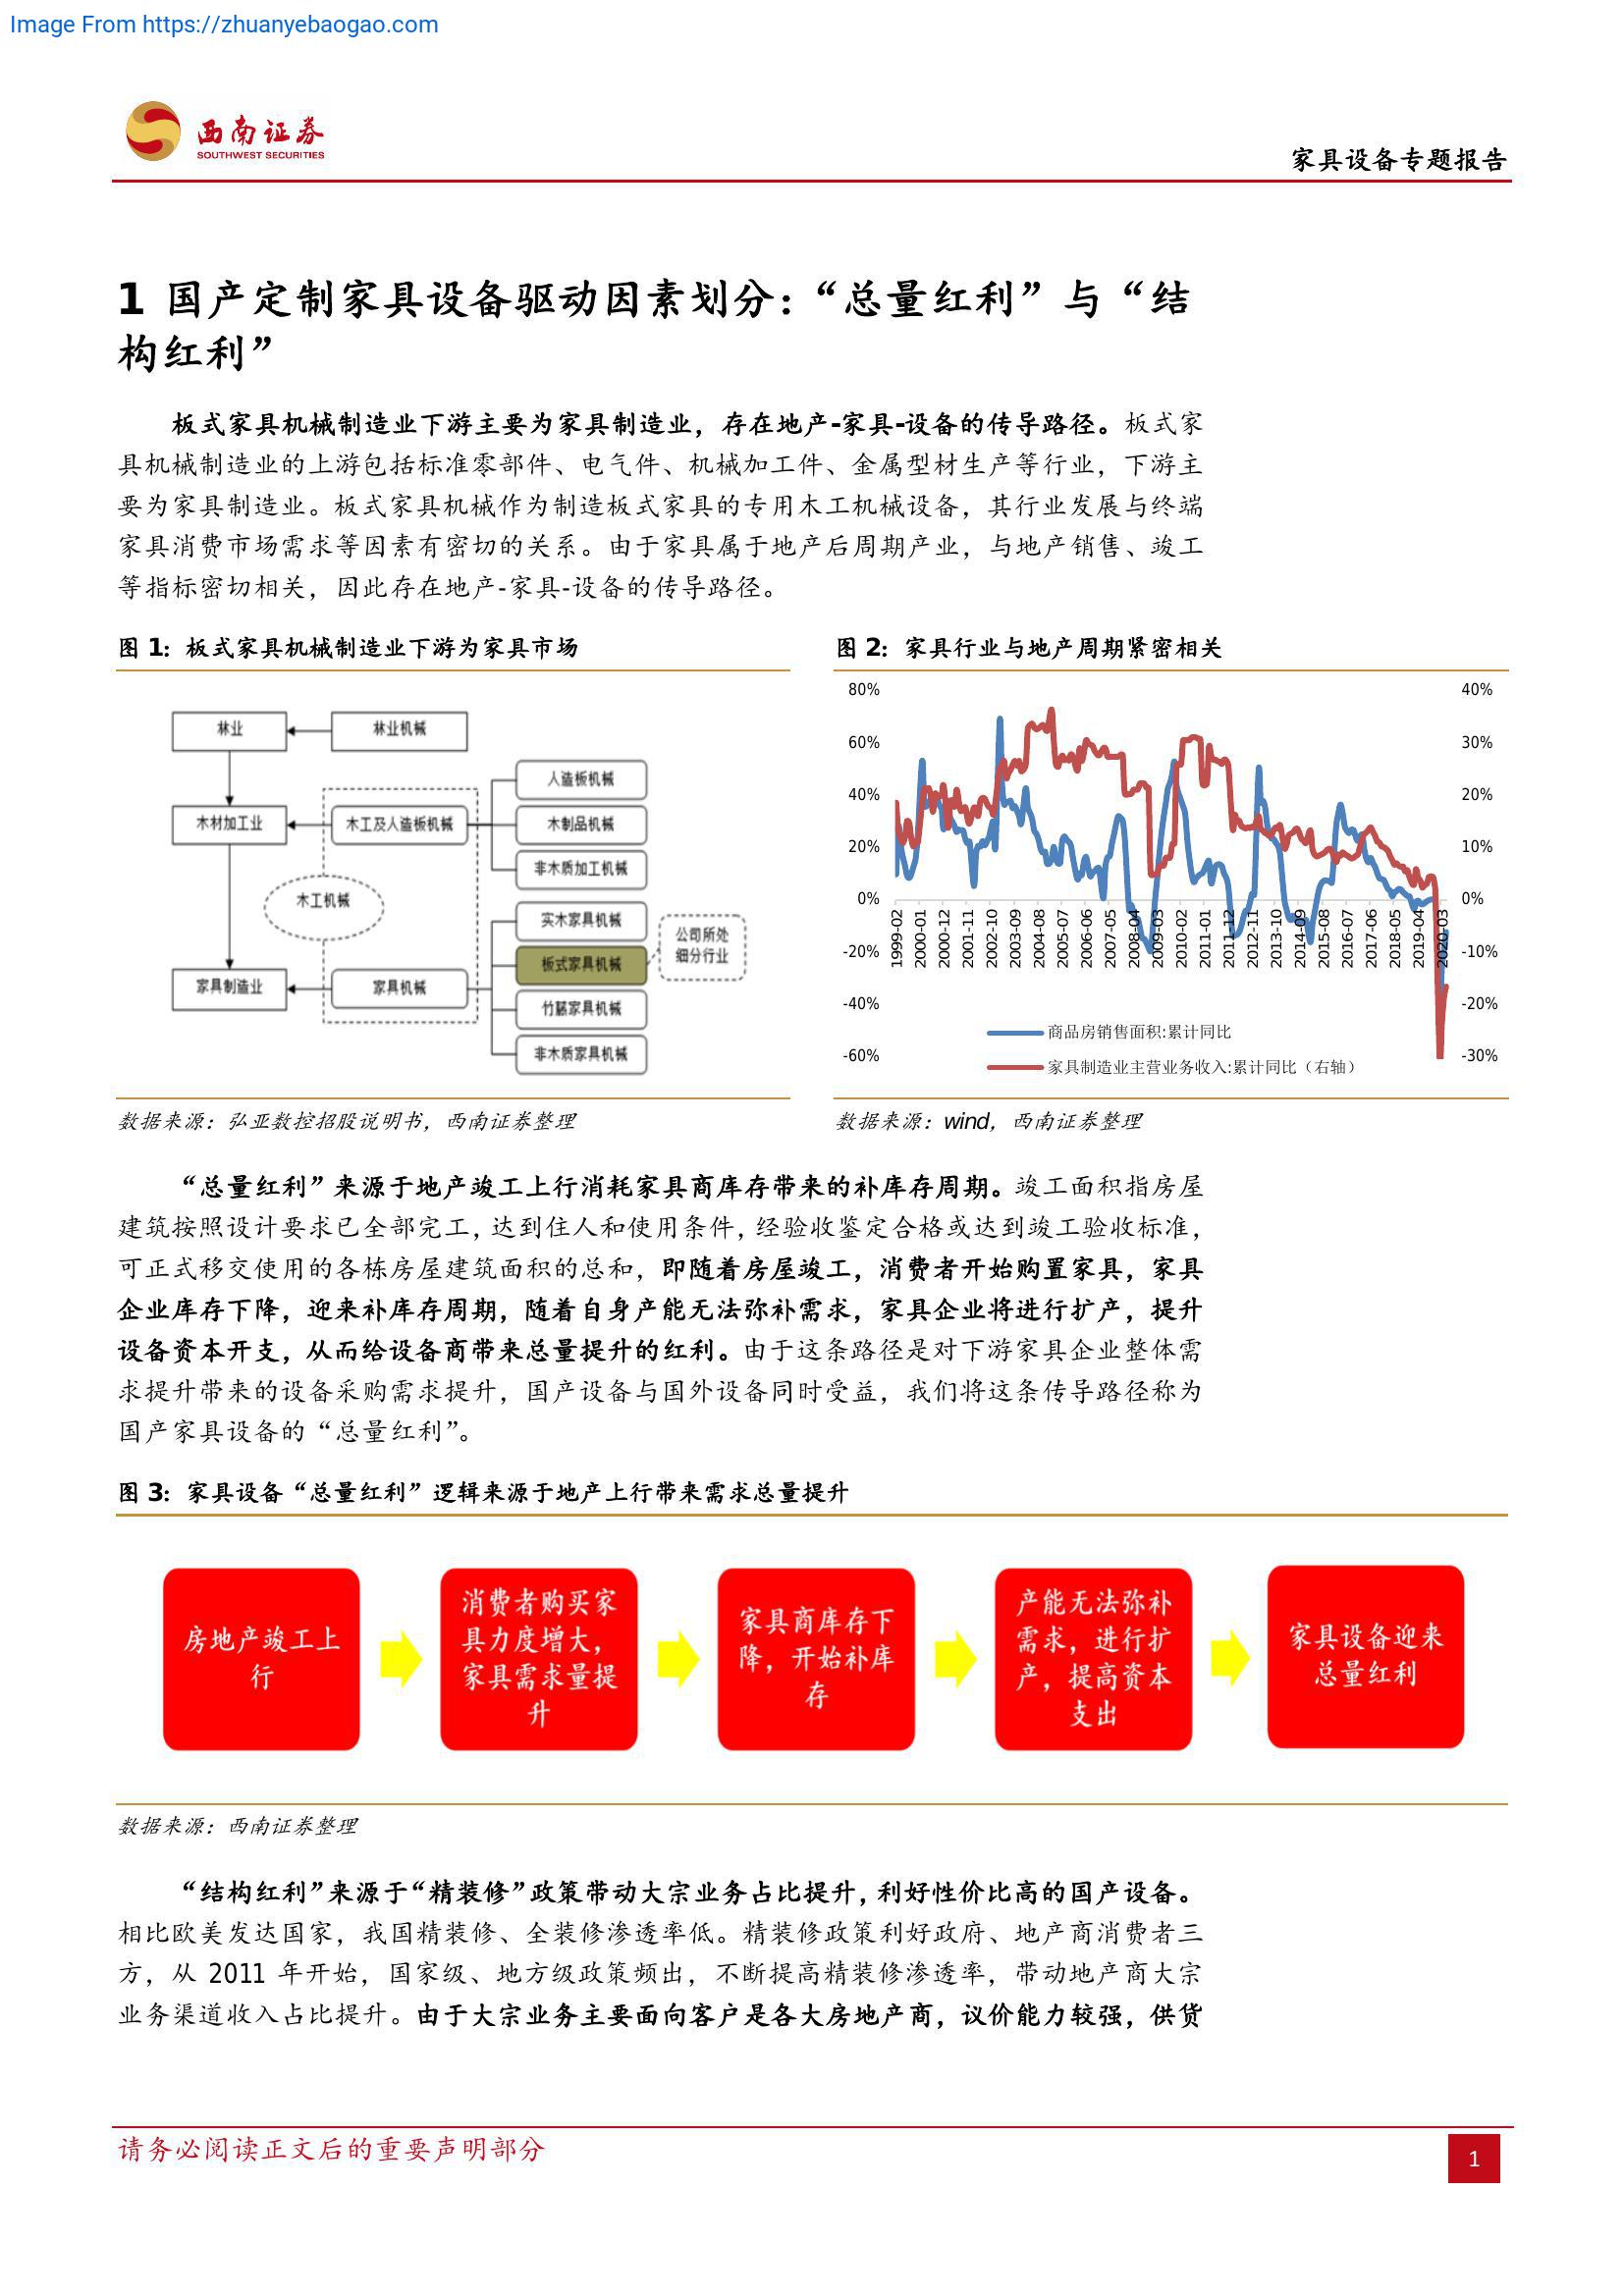 Image From https://zhuanyebaogao.com
西南证券
SOUTHWEST SECURITIES
家具设备专题报告
1 国产定制家具设备驱动因素划分：“总量红利”与“结
构红利”
板式家具机械制造业下游主要为家具制造业，存在地产-家具-设备的传导路径。板式家
具机械制造业的上游包括标准零部件、电气件、机械加工件、金属型材生产等行业，下游主
要为家具制造业。板式家具机械作为制造板式家具的专用木工机械设备，其行业发展与终端
家具消费市场需求等因素有密切的关系。由于家具属于地产后周期产业，与地产销售、竣工
等指标密切相关，因此存在地产-家具-设备的传导路径。
图 1：板式家具机械制造业下游为家具市场
林业
林业机械
人造板机械
木材加工业
木工及人造板机械
木制品机械
非木质加工机械
木工机械
实木家具机械
公司所处
细分行业
板式家具机械
家具制造业
家具机械
竹藤家具机械
非木质家具机械
数据来源：弘亚数控招股说明书，西南证券整理
图 2：家具行业与地产周期紧密相关
80%
60%
40%
20%
0%
-20%
-40%
-60%
40%
30%
20%
10%
0%
-10%
-20%
-30%
1999-02
2000-01
2000-12
2001-11
2002-10
2003-09
2004-08
2005-07
2006-06
2007-05
2008-04
2009-03
2010-02
2011-01
2011-12
2012-11
2013-10
2014-09
2015-08
2016-07
2017-06
2018-05
2019-04
2020-03
商品房销售面积:累计同比
家具制造业主营业务收入:累计同比（右轴）
数据来源：wind，西南证券整理
“总量红利”来源于地产竣工上行消耗家具商库存带来的补库存周期。竣工面积指房屋
建筑按照设计要求已全部完工，达到住人和使用条件，经验收鉴定合格或达到竣工验收标准，
可正式移交使用的各栋房屋建筑面积的总和，即随着房屋竣工，消费者开始购置家具，家具
企业库存下降，迎来补库存周期，随着自身产能无法弥补需求，家具企业将进行扩产，提升
设备资本开支，从而给设备商带来总量提升的红利。由于这条路径是对下游家具企业整体需
求提升带来的设备采购需求提升，国产设备与国外设备同时受益，我们将这条传导路径称为
国产家具设备的“总量红利”。
图 3：家具设备“总量红利”逻辑来源于地产上行带来需求总量提升
房地产竣工上
行
消费者购买家
具力度增大，
家具需求量提
升
家具商库存下
降，开始补库
存
产能无法弥补
需求，进行扩
产，提高资本
支出
家具设备迎来
总量红利
数据来源：西南证券整理
“结构红利”来源于“精装修”政策带动大宗业务占比提升，利好性价比高的国产设备。
相比欧美发达国家，我国精装修、全装修渗透率低。精装修政策利好政府、地产商消费者三
方，从 2011 年开始，国家级、地方级政策频出，不断提高精装修渗透率，带动地产商大宗
业务渠道收入占比提升。由于大宗业务主要面向客户是各大房地产商，议价能力较强，供货
请务必阅读正文后的重要声明部分
1